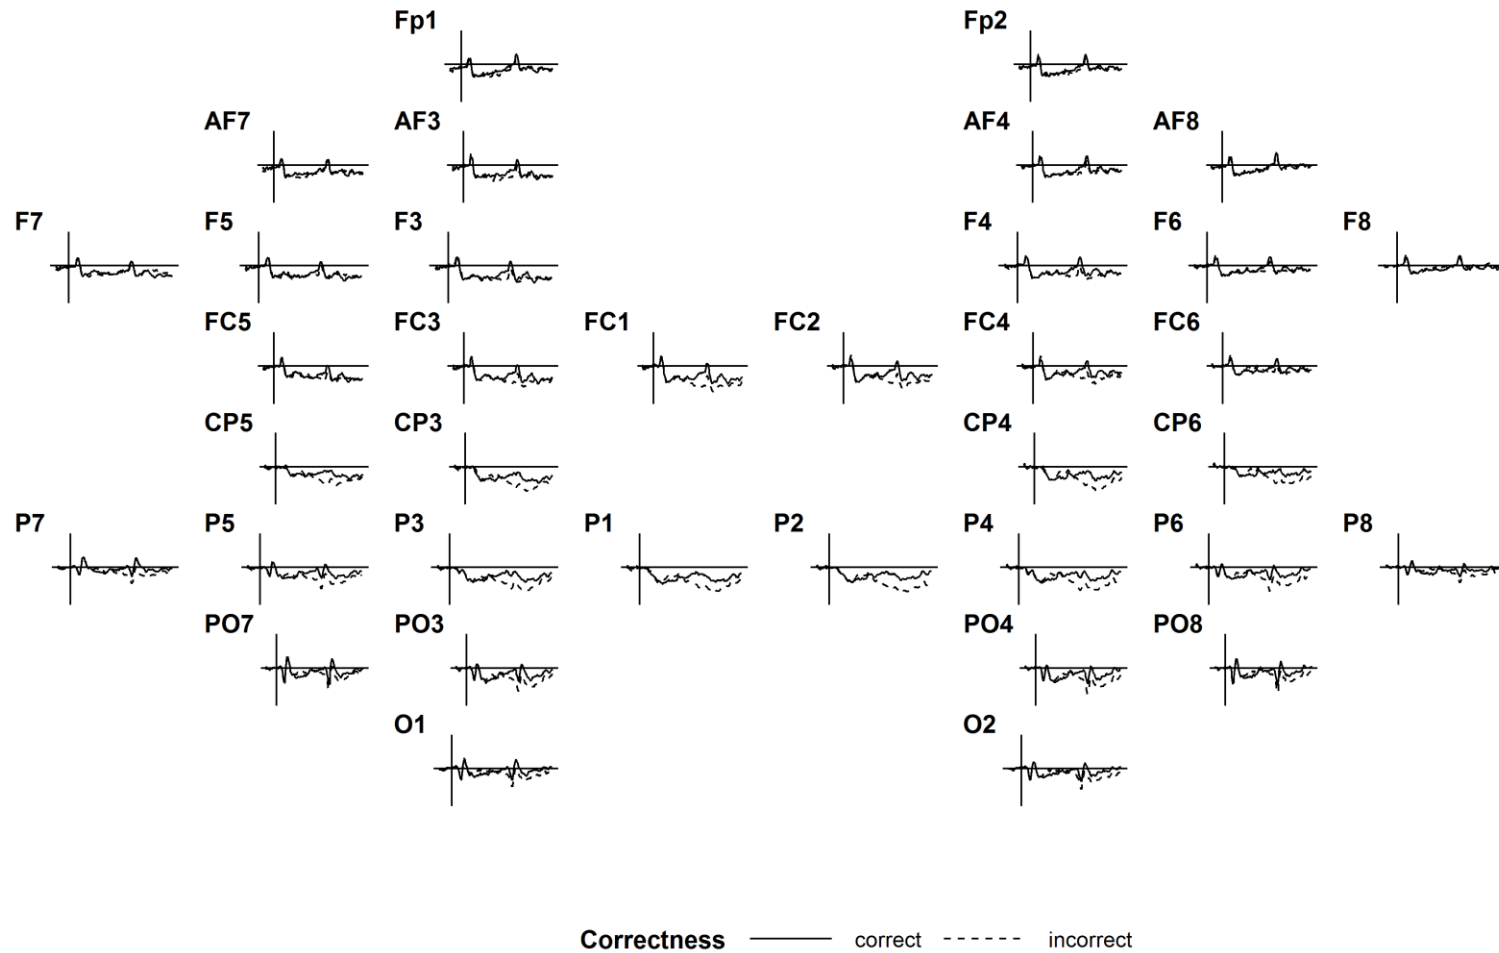 Fp1 Fp2
AF7 AF3 AF4 AF8
F7 F5 F3 F4 F6 F8
FC5 FC3 FC1 FC2 FC4 FC6
CP5 CP3 CP4 CP6
P7 P5 P3 P1 P2 P4 P6 P8
PO7 PO3 PO4 PO8
O1 O2
Correctness correct incorrect